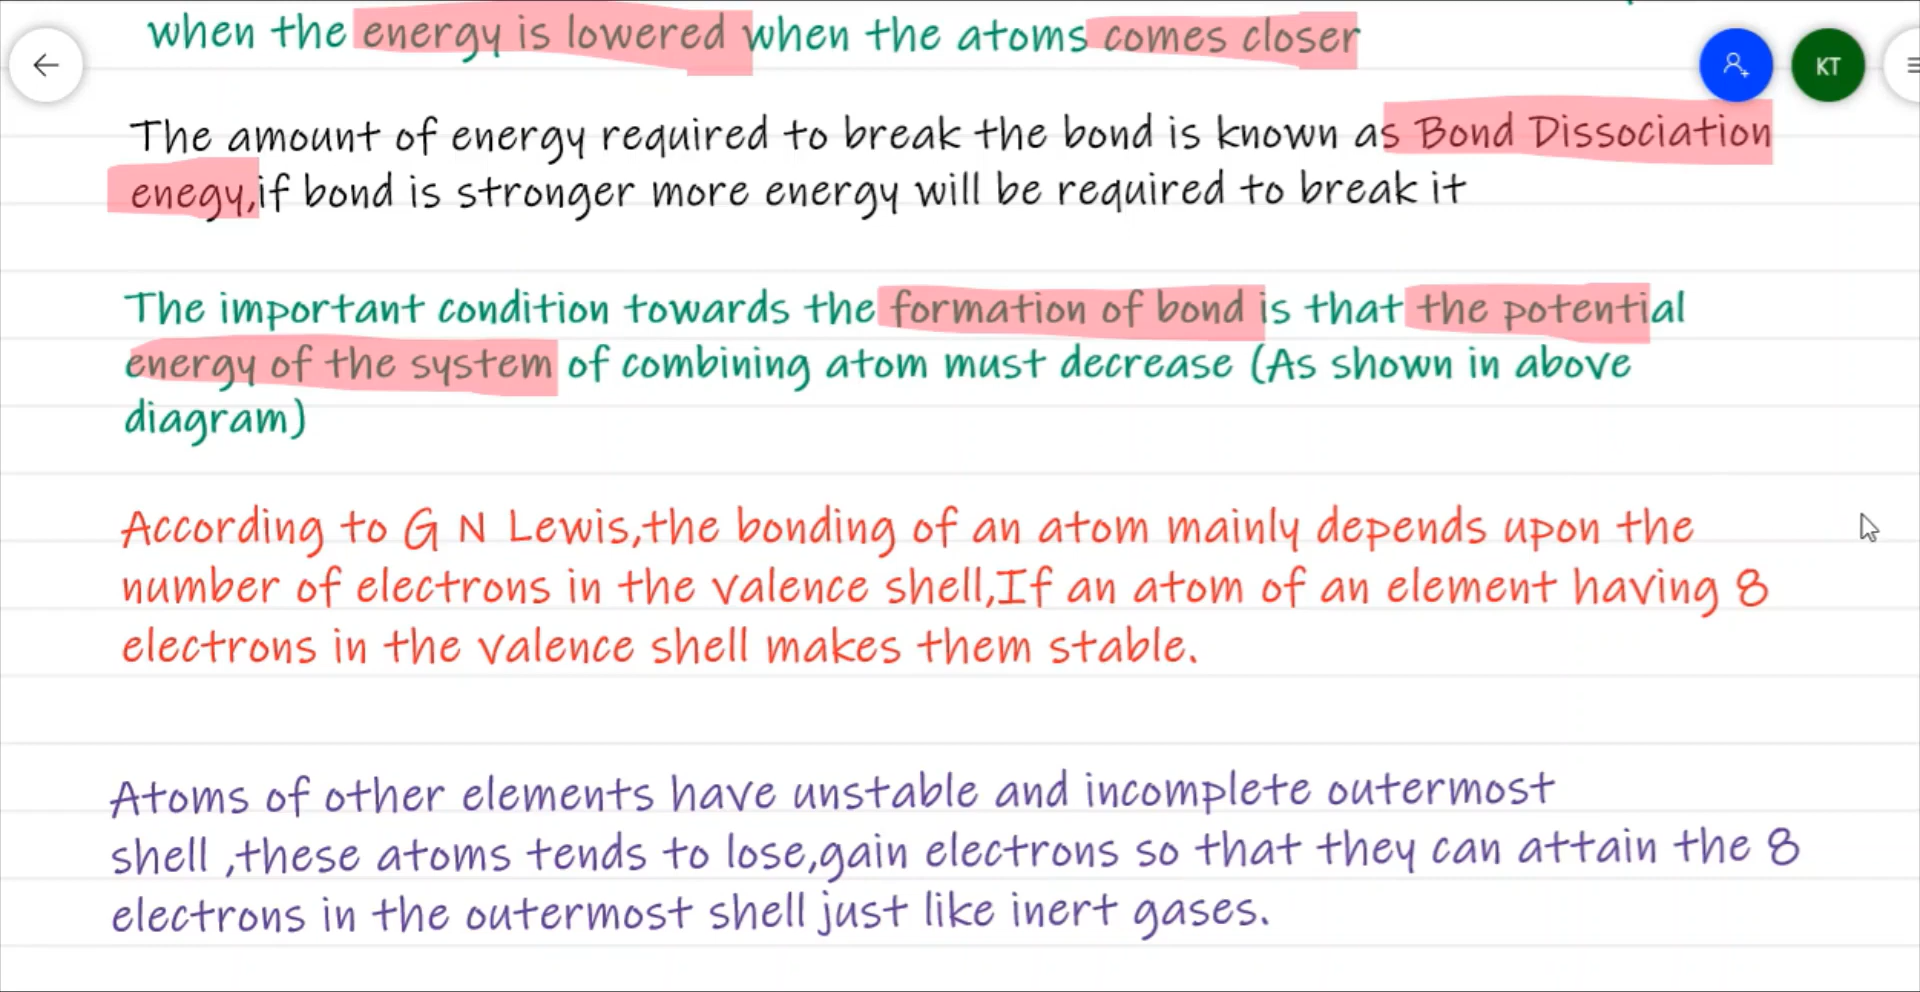 when the energy is lowered when the atoms comes closer
KT
The amount of energy required to break the bond is known as Bond Dissociation
enegy,if bond is stronger more energy will be required to break it
The important condition towards the formation of bond is that the potential
energy of the system of combining atom must decrease (As shown in above
diagram)
According to G N Lewis,the bonding of an atom mainly depends upon the
number of electrons in the valence shell,If an atom of an element having 8
electrons in the valence shell makes them stable.
Atoms of other elements have unstable and incomplete outermost
shell ,these atoms tends to lose,gain electrons so that they can attain the 8
electrons in the outermost shell just like inert gases.